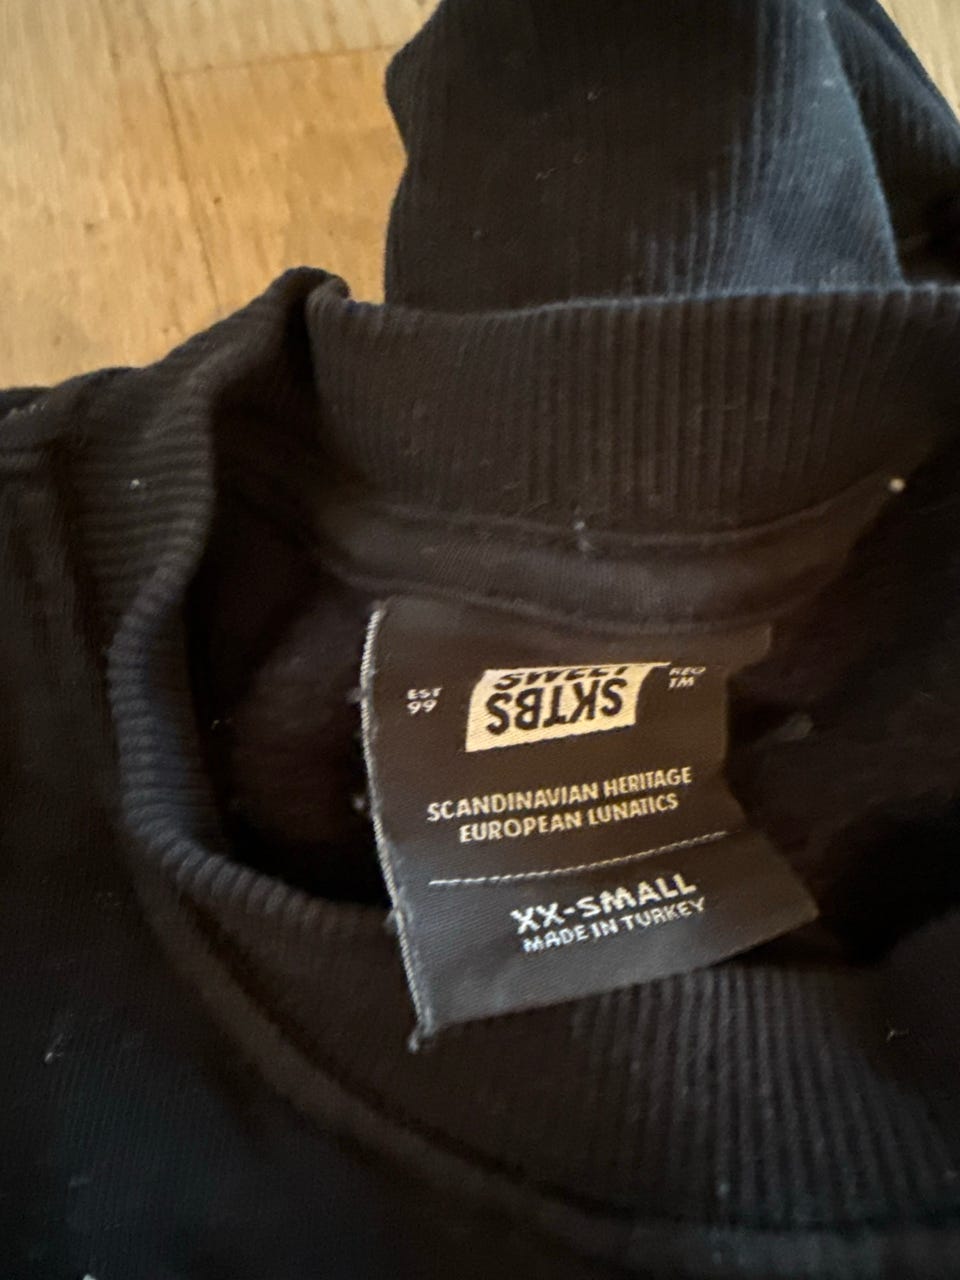 EST
99
SWEET
SKTBS
REG
TM
SCANDINAVIAN HERITAGE
EUROPEAN LUNATICS
XX-SMALL
MADE IN TURKEY